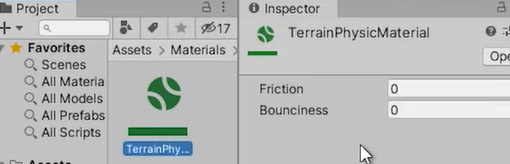 Project
17
Favorites
Scenes
All Materia
All Models
All Prefabs
All Scripts
Assets
Assets > Materials >
TerrainPhy...
Inspector
TerrainPhysicMaterial
Ope
Friction 0
Bounciness 0